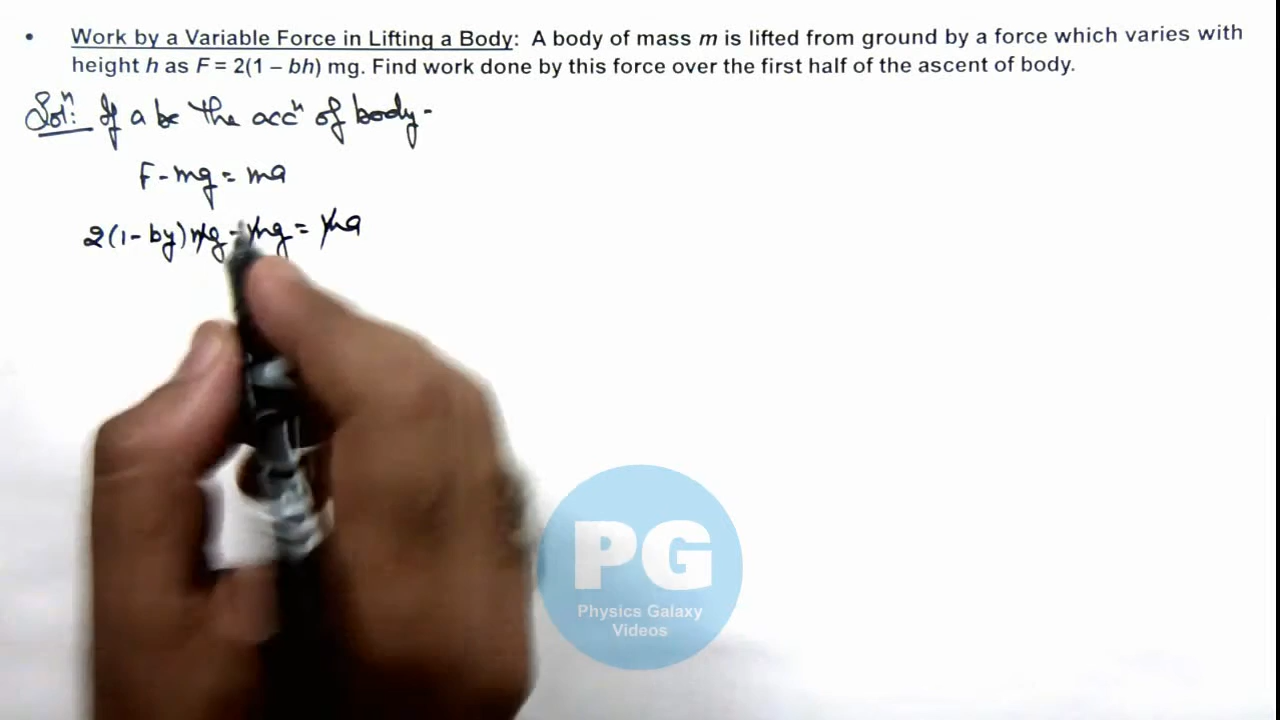 • Work by a Variable Force in Lifting a Body: A body of mass m is lifted from ground by a force which varies with
height h as F = 2(1 – bh) mg. Find work done by this force over the first half of the ascent of body.
Solⁿ: If a be the accⁿ of body-
F - mg = ma
2(1 - by)mg - mg = ma
PG
Physics Galaxy
Videos